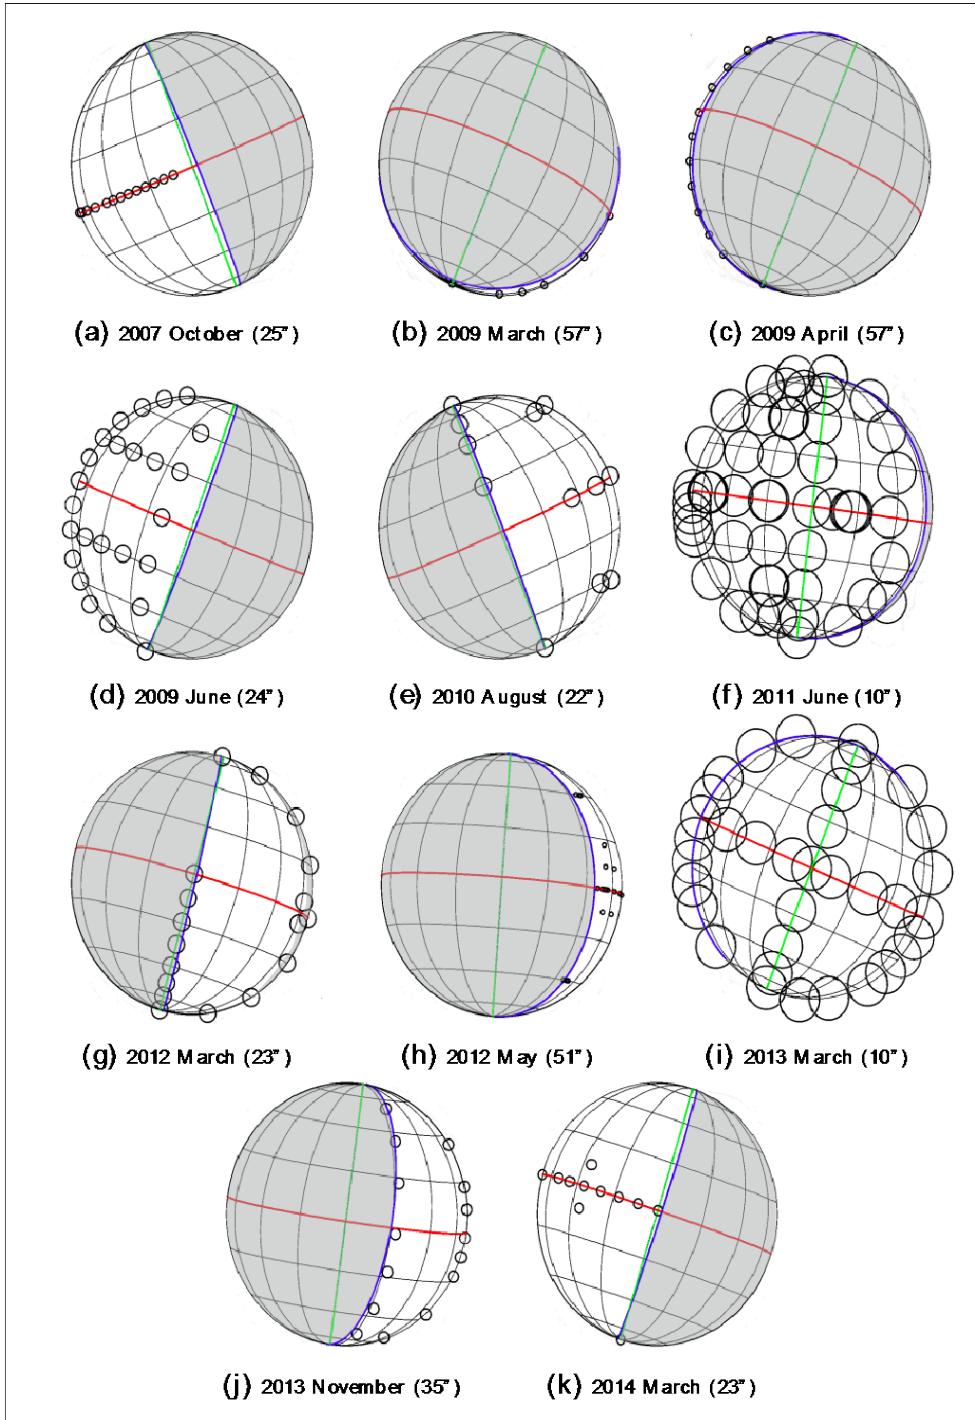 (a) 2007 October (25")
(b) 2009 March (57")
(c) 2009 April (57")
(d) 2009 June (24")
(e) 2010 August (22")
(f) 2011 June (10")
(g) 2012 March (23")
(h) 2012 May (51")
(i) 2013 March (10")
(j) 2013 November (35")
(k) 2014 March (23")